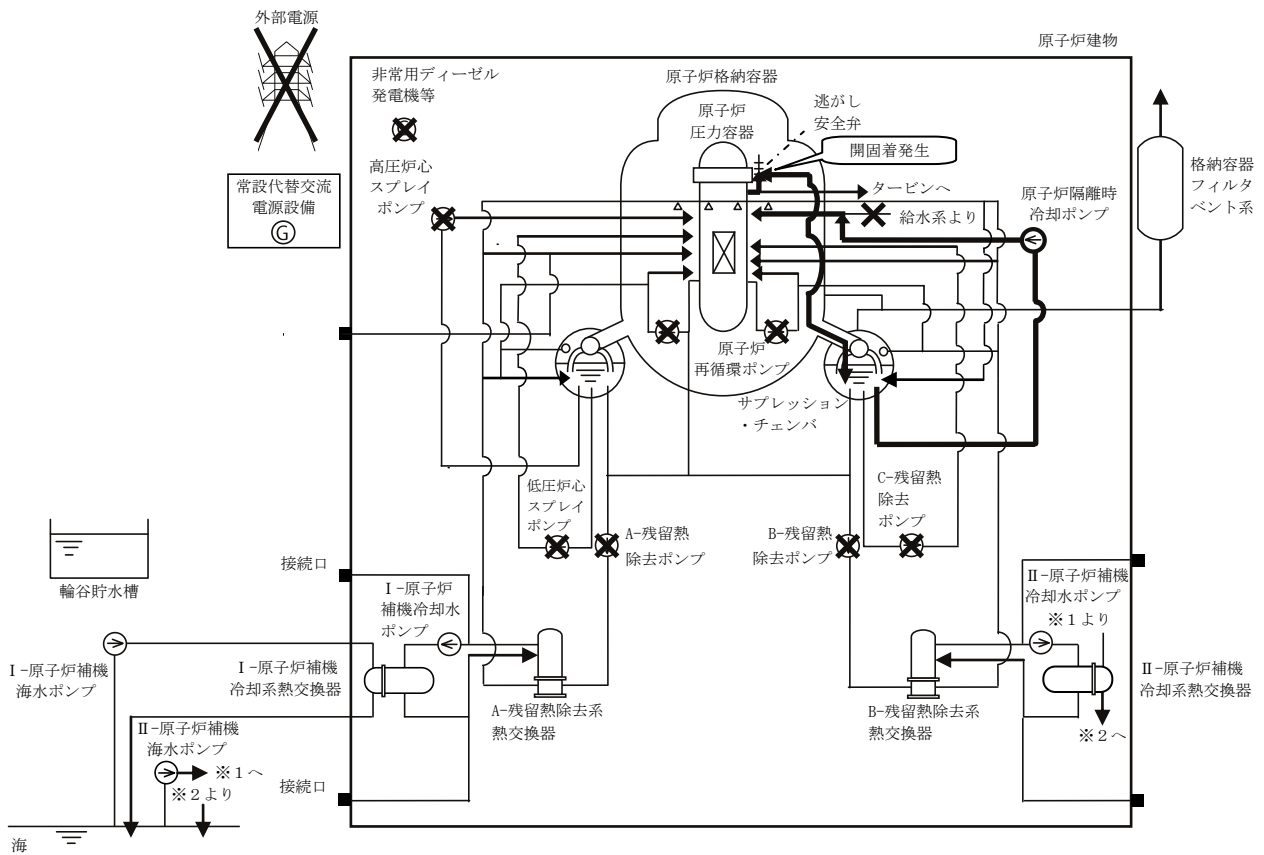 外部電源
原子炉建物
非常用ディーゼル
発電機等
原子炉格納容器
原子炉
圧力容器
逃がし
安全弁
開固着発生
高圧炉心
スプレイ
ポンプ
常設代替交流
電源設備
G
タービンへ
給水系より
原子炉隔離時
冷却ポンプ
格納容器
フィルタ
ベント系
原子炉
再循環ポンプ
サプレッション
・チェンバ
低圧炉心
スプレイ
ポンプ
A-残留熱
除去ポンプ
B-残留熱
除去ポンプ
C-残留熱
除去
ポンプ
輪谷貯水槽
接続口
Ⅰ-原子炉
補機冷却水
ポンプ
Ⅱ-原子炉補機
冷却水ポンプ
※1より
Ⅰ-原子炉補機
海水ポンプ
Ⅰ-原子炉補機
冷却系熱交換器
Ⅱ-原子炉補機
冷却系熱交換器
A-残留熱除去系
熱交換器
B-残留熱除去系
熱交換器
※2へ
Ⅱ-原子炉補機
海水ポンプ
※1へ
※2より
接続口
海